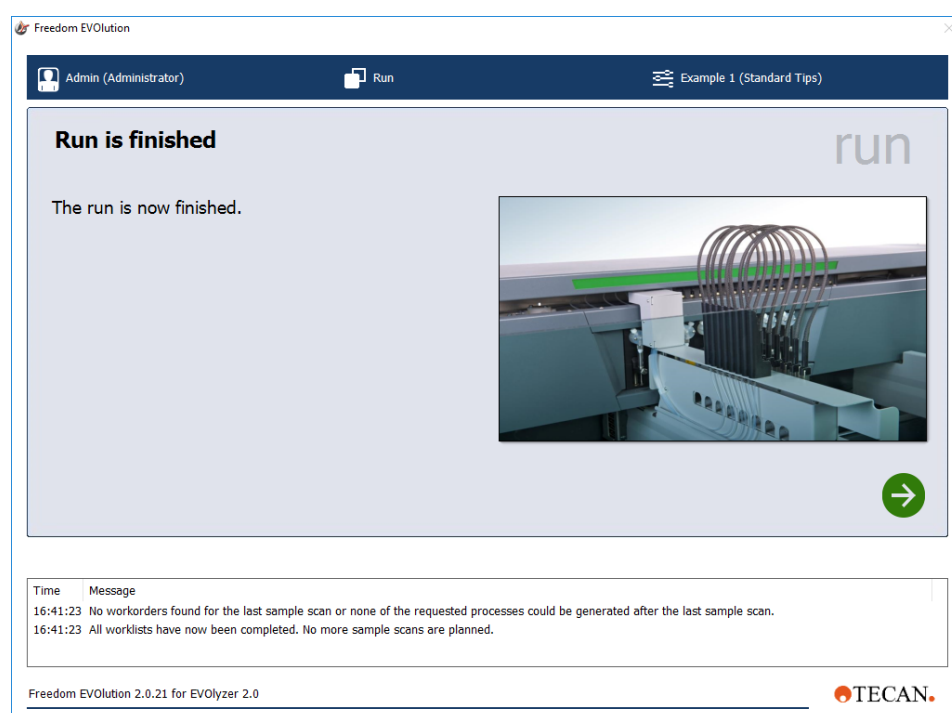 Freedom EVOlution
Admin (Administrator) Run Example 1 (Standard Tips)
Run is finished
run
The run is now finished.
Time Message
16:41:23 No workorders found for the last sample scan or none of the requested processes could be generated after the last sample scan.
16:41:23 All worklists have now been completed. No more sample scans are planned.
Freedom EVOlution 2.0.21 for EVOlyzer 2.0
TECAN.